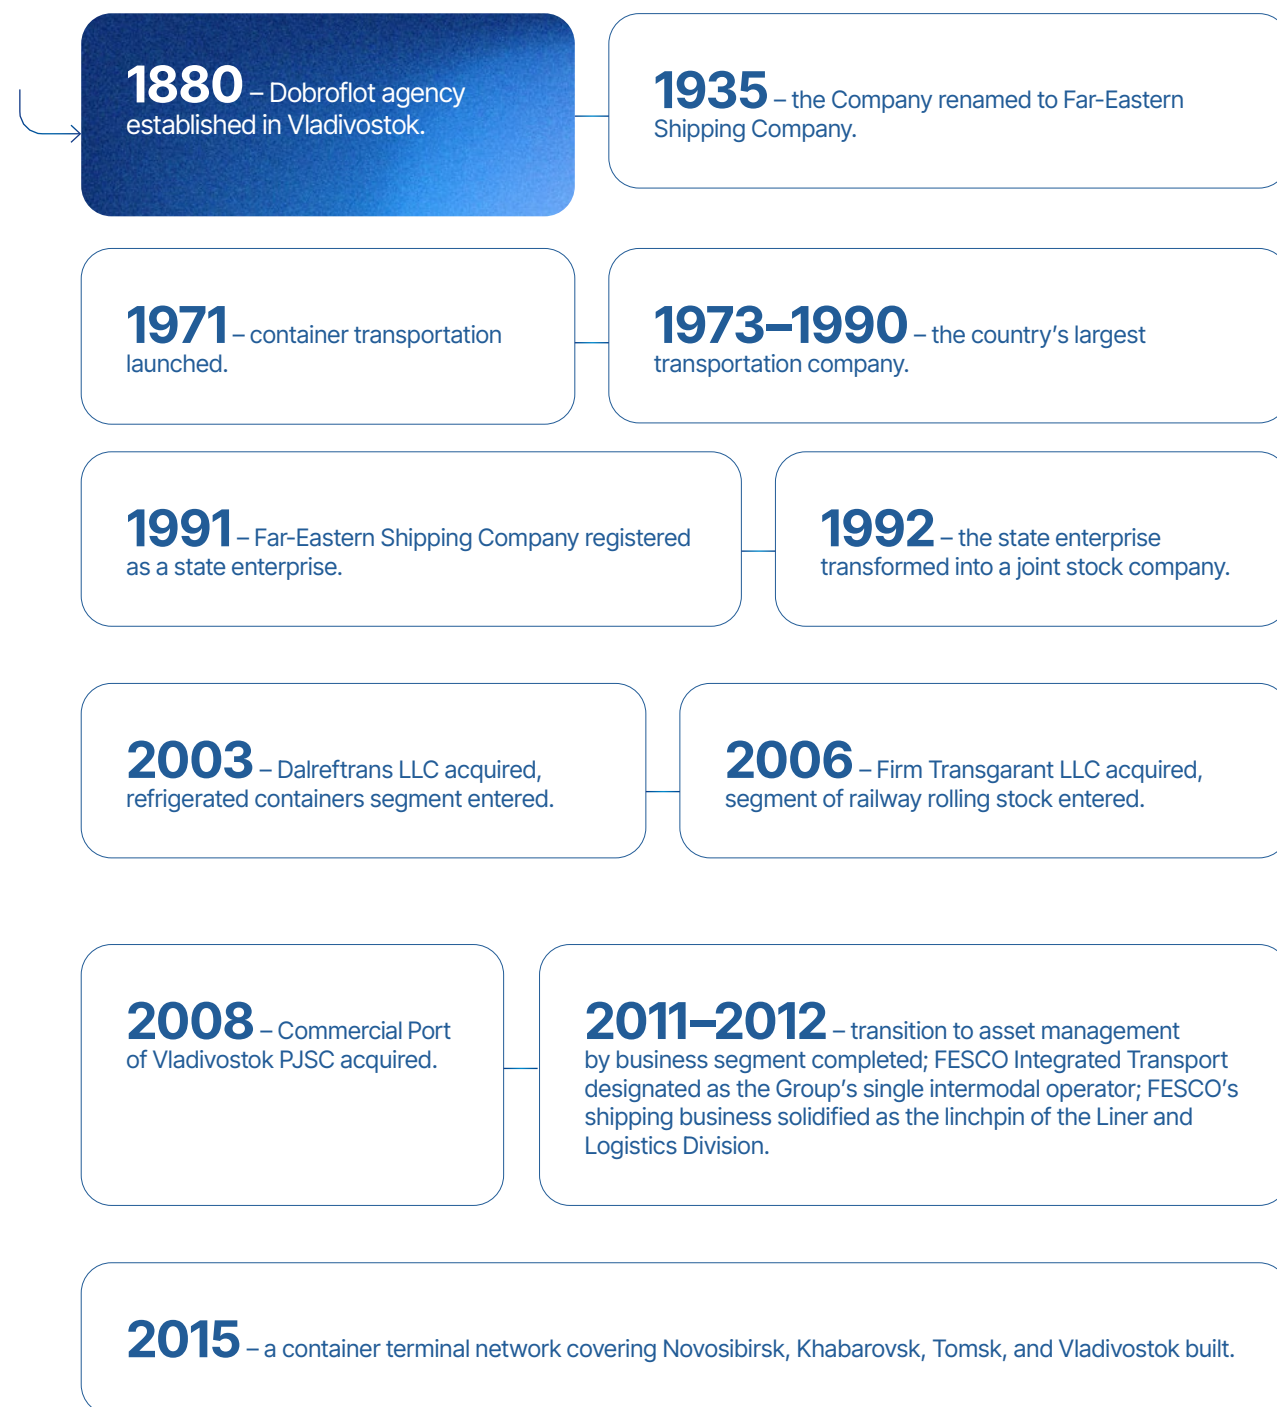 1880 – Dobroflot agency
established in Vladivostok.
1935 – the Company renamed to Far-Eastern
Shipping Company.
1971 – container transportation
launched.
1973–1990 – the country’s largest
transportation company.
1991 – Far-Eastern Shipping Company registered
as a state enterprise.
1992 – the state enterprise
transformed into a joint stock company.
2003 – Dalreftrans LLC acquired,
refrigerated containers segment entered.
2006 – Firm Transgarant LLC acquired,
segment of railway rolling stock entered.
2008 – Commercial Port
of Vladivostok PJSC acquired.
2011–2012 – transition to asset management
by business segment completed; FESCO Integrated Transport
designated as the Group’s single intermodal operator; FESCO’s
shipping business solidified as the linchpin of the Liner and
Logistics Division.
2015 – a container terminal network covering Novosibirsk, Khabarovsk, Tomsk, and Vladivostok built.